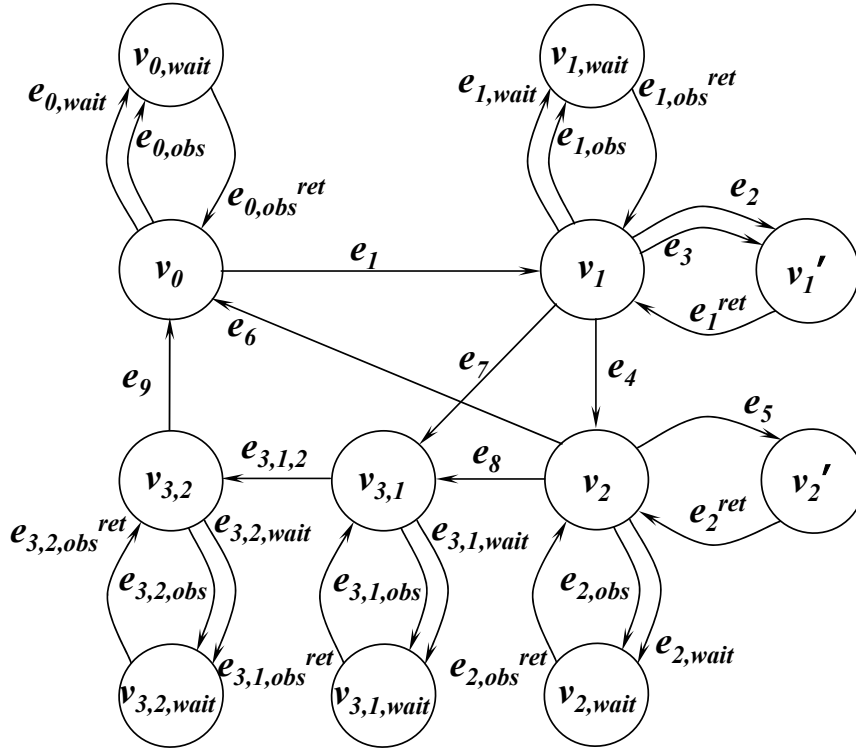 v0,wait
v1,wait
e0,wait
e0,obs
e0,obs^ret
e1,wait
e1,obs
e1,obs^ret
e2
e3
v0
e1
v1
v1'
e1^ret
e6
e7
e4
e9
e5
v3,2
e3,1,2
v3,1
e8
v2
v2'
e2^ret
e3,2,obs^ret
e3,2,wait
e3,1,wait
e3,2,obs
e3,1,obs
e2,obs
e2,wait
e3,1,obs^ret
e2,obs^ret
v3,2,wait
v3,1,wait
v2,wait